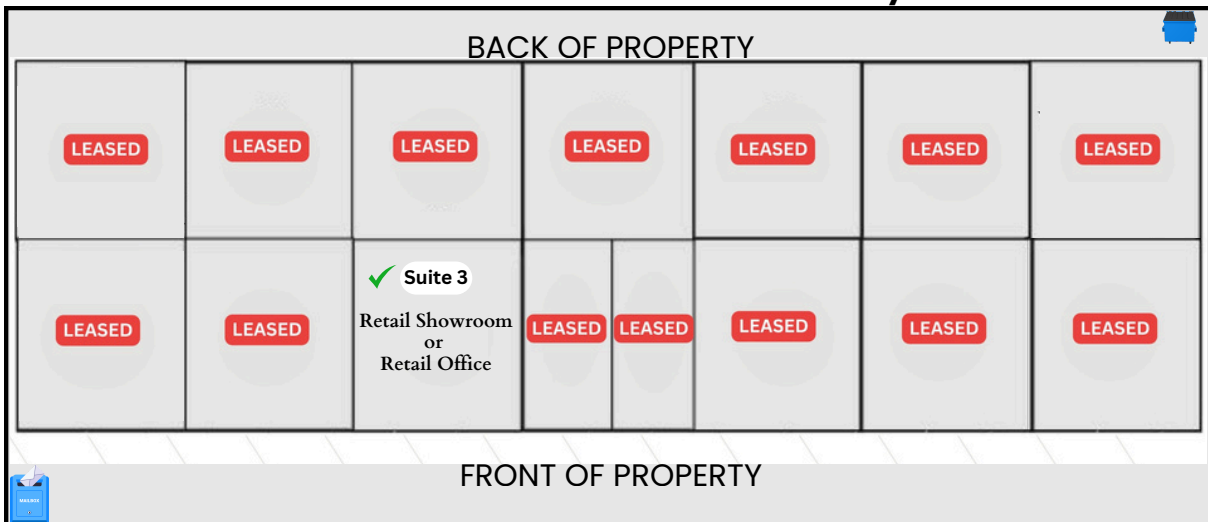 BACK OF PROPERTY
LEASED LEASED LEASED LEASED LEASED LEASED LEASED
Suite 3
Retail Showroom
or
Retail Office
LEASED LEASED LEASED LEASED LEASED LEASED LEASED
FRONT OF PROPERTY
MAILBOX